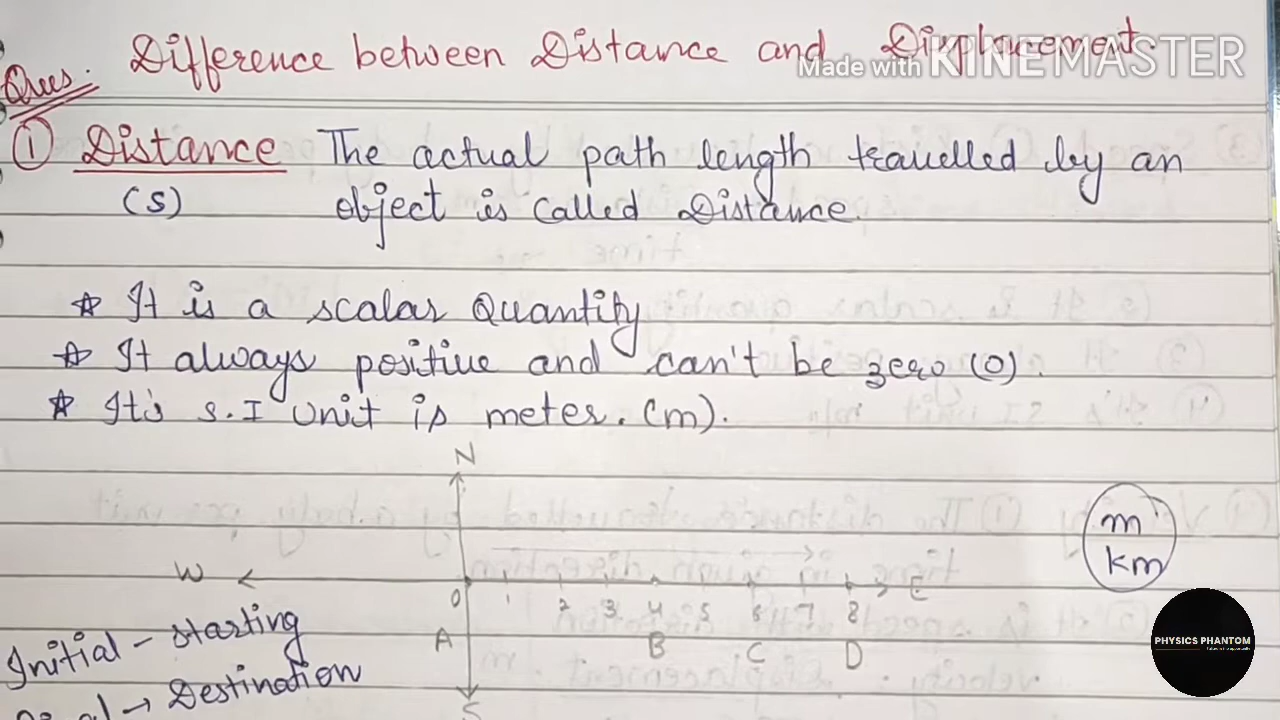 Difference between Distance and Displacement.
Made with KINEMASTER
Ques.
① Distance The actual path length travelled by an
(S) object is called Distance.
☆ It is a scalar Quantity
☆ It always positive and can't be zero (0).
☆ It's S.I unit is meter. (m).
N
m
km
W E
0 1 2 3 4 5 6 7 8
A B C D
PHYSICS PHANTOM
Initial - Starting
→ Destination
S